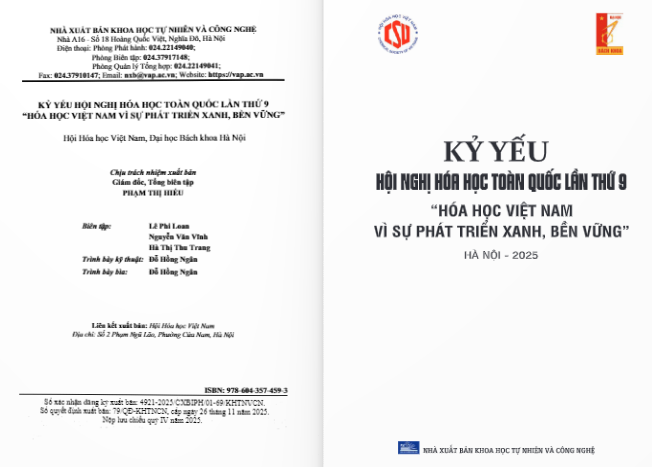 NHÀ XUẤT BẢN KHOA HỌC TỰ NHIÊN VÀ CÔNG NGHỆ
Nhà A16 - Số 18 Hoàng Quốc Việt, Nghĩa Đô, Hà Nội
Điện thoại: Phòng Phát hành: 024.22149040;
Phòng Biên tập: 024.37917148;
Phòng Quản lý Tổng hợp: 024.22149041;
Fax: 024.37910147; Email: nxb@vap.ac.vn; Website: https://vap.ac.vn
KỶ YẾU HỘI NGHỊ HÓA HỌC TOÀN QUỐC LẦN THỨ 9
“HÓA HỌC VIỆT NAM VÌ SỰ PHÁT TRIỂN XANH, BỀN VỮNG”
Hội Hóa học Việt Nam, Đại học Bách khoa Hà Nội
Chịu trách nhiệm xuất bản
Giám đốc, Tổng biên tập
PHẠM THỊ HIẾU
Biên tập: Lê Phi Loan
Nguyễn Văn Vĩnh
Hà Thị Thu Trang
Trình bày kỹ thuật: Đỗ Hồng Ngân
Trình bày bìa: Đỗ Hồng Ngân
Liên kết xuất bản: Hội Hóa học Việt Nam
Địa chỉ: Số 2 Phạm Ngũ Lão, Phường Cửa Nam, Hà Nội
ISBN: 978-604-357-459-3
Số xác nhận đăng ký xuất bản: 4921-2025/CXBIPH/01-69/KHTNVCN.
Số quyết định xuất bản: 79/QĐ-KHTNCN, cấp ngày 26 tháng 11 năm 2025.
Nộp lưu chiểu quý IV năm 2025.
BÁCH KHOA
KỶ YẾU
HỘI NGHỊ HÓA HỌC TOÀN QUỐC LẦN THỨ 9
“HÓA HỌC VIỆT NAM
VÌ SỰ PHÁT TRIỂN XANH, BỀN VỮNG”
HÀ NỘI - 2025
NHÀ XUẤT BẢN KHOA HỌC TỰ NHIÊN VÀ CÔNG NGHỆ